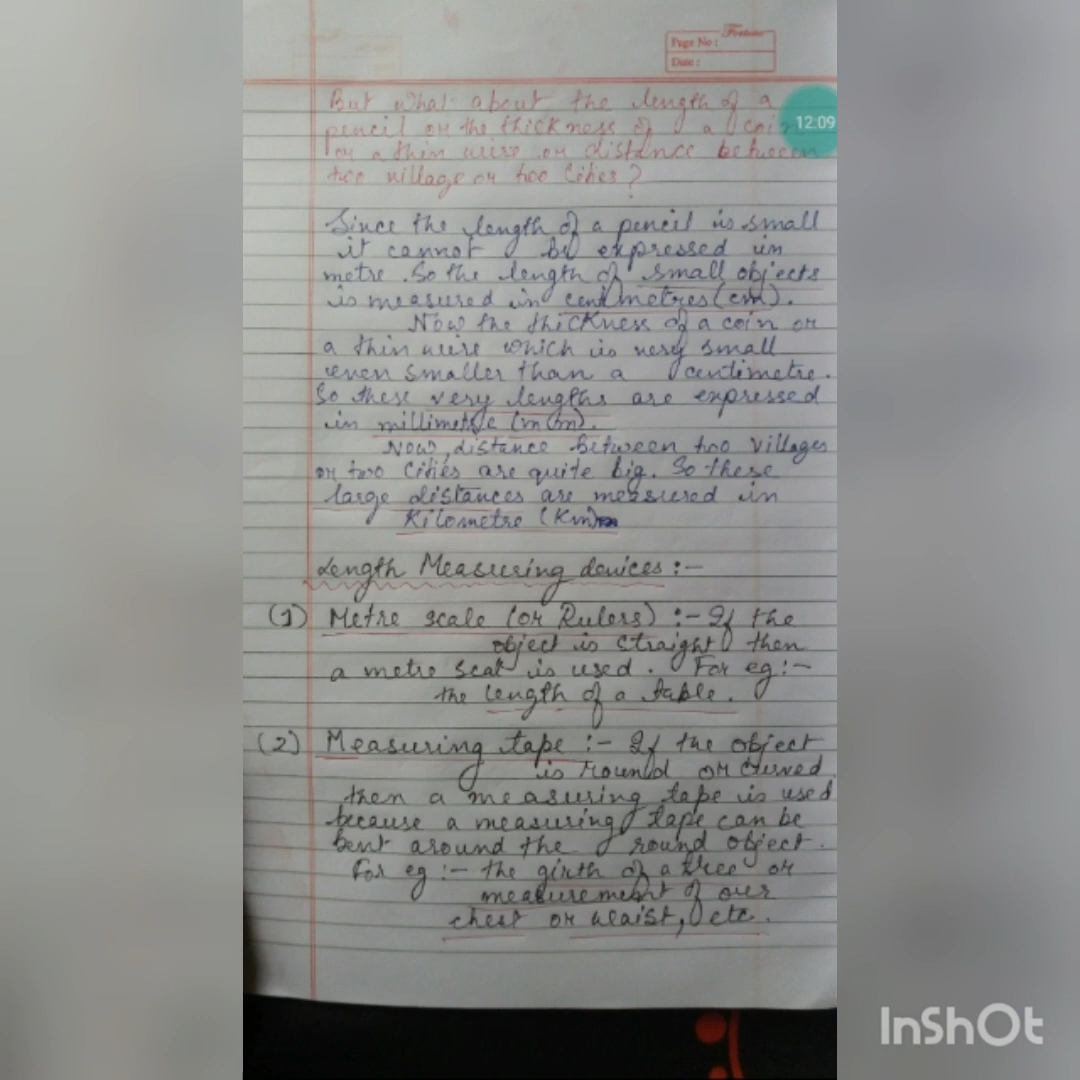 Fortune
Page No :
Date :
But what about the length of a
pencil or the thickness of a coin
12:09
or a thin wire or distance between
two village or two Cities ?
Since the length of a pencil is small
it cannot be expressed in
metre . So the length of small objects
is measured in centimetres (cm) .
Now the thickness of a coin or
a thin wire which is very small
even smaller than a centimetre .
So these very lengths are expressed
in millimetre (mm) .
Now, distance between two villages
or two Cities are quite big. So these
large distances are measured in
Kilometre (Km)
Length Measuring devices :-
(1) Metre scale (or Rulers) :- If the
object is straight then
a metre scale is used . For eg :-
the length of a table .
(2) Measuring tape :- If the object
is round or curved
then a measuring tape is used
because a measuring tape can be
bent around the round object .
For eg :- the girth of a tree or
measurement of our
chest or waist, etc .
InShOt